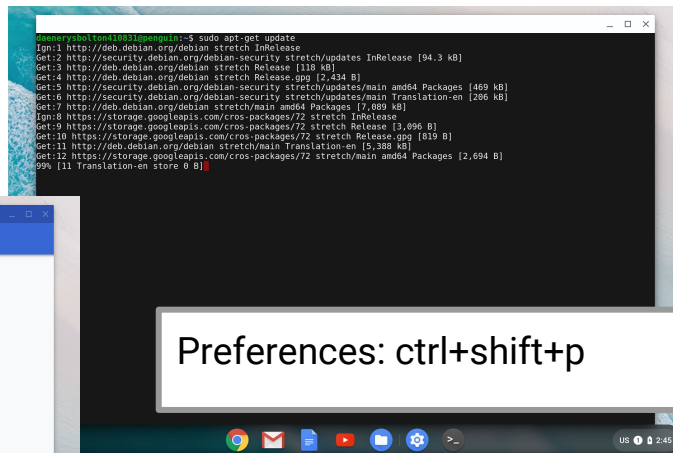 daenerysbolton410831@penguin:~$ sudo apt-get update
Ign:1 http://deb.debian.org/debian stretch InRelease
Get:2 http://security.debian.org/debian-security stretch/updates InRelease [94.3 kB]
Get:3 http://deb.debian.org/debian stretch Release [118 kB]
Get:4 http://deb.debian.org/debian stretch Release.gpg [2,434 B]
Get:5 http://security.debian.org/debian-security stretch/updates/main amd64 Packages [469 kB]
Get:6 http://security.debian.org/debian-security stretch/updates/main Translation-en [206 kB]
Get:7 http://deb.debian.org/debian stretch/main amd64 Packages [7,089 kB]
Ign:8 https://storage.googleapis.com/cros-packages/72 stretch InRelease
Get:9 https://storage.googleapis.com/cros-packages/72 stretch Release [3,096 B]
Get:10 https://storage.googleapis.com/cros-packages/72 stretch Release.gpg [819 B]
Get:11 http://deb.debian.org/debian stretch/main Translation-en [5,388 kB]
Get:12 https://storage.googleapis.com/cros-packages/72 stretch/main amd64 Packages [2,694 B]
99% [11 Translation-en store 0 B]
Preferences: ctrl+shift+p
>_
US 1 2:45